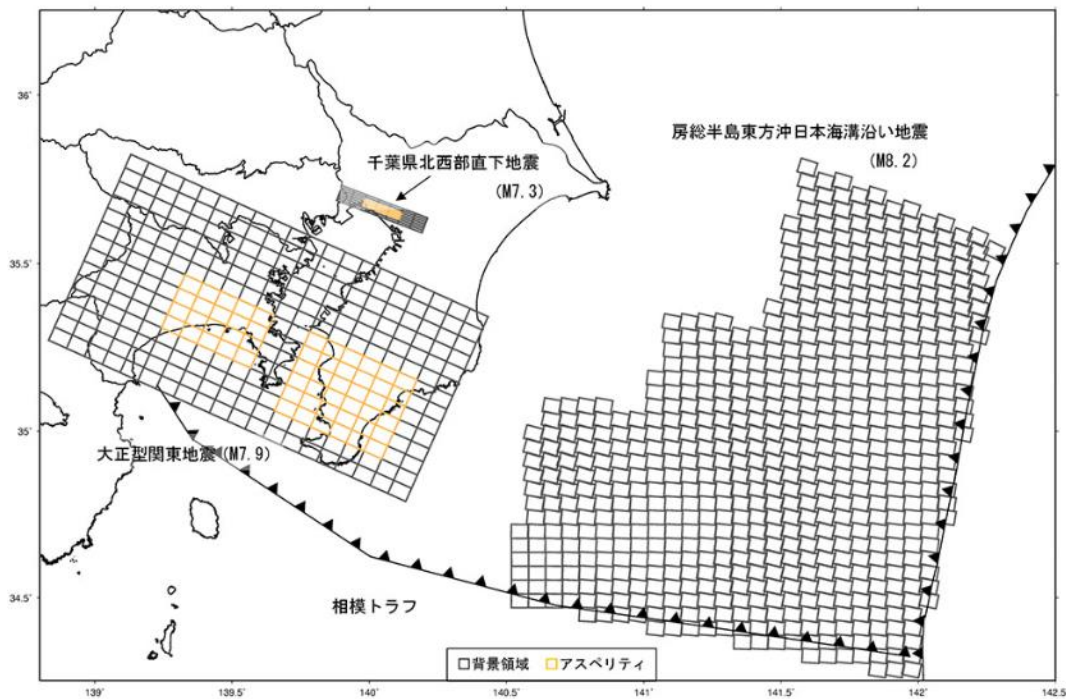 36ﾟ
房総半島東方沖日本海溝沿い地震
(M8.2)
千葉県北西部直下地震
(M7.3)
35.5ﾟ
35ﾟ
大正型関東地震(M7.9)
34.5ﾟ
相模トラフ
背景領域 アスペリティ
139ﾟ 139.5ﾟ 140ﾟ 140.5ﾟ 141ﾟ 141.5ﾟ 142ﾟ 142.5ﾟ